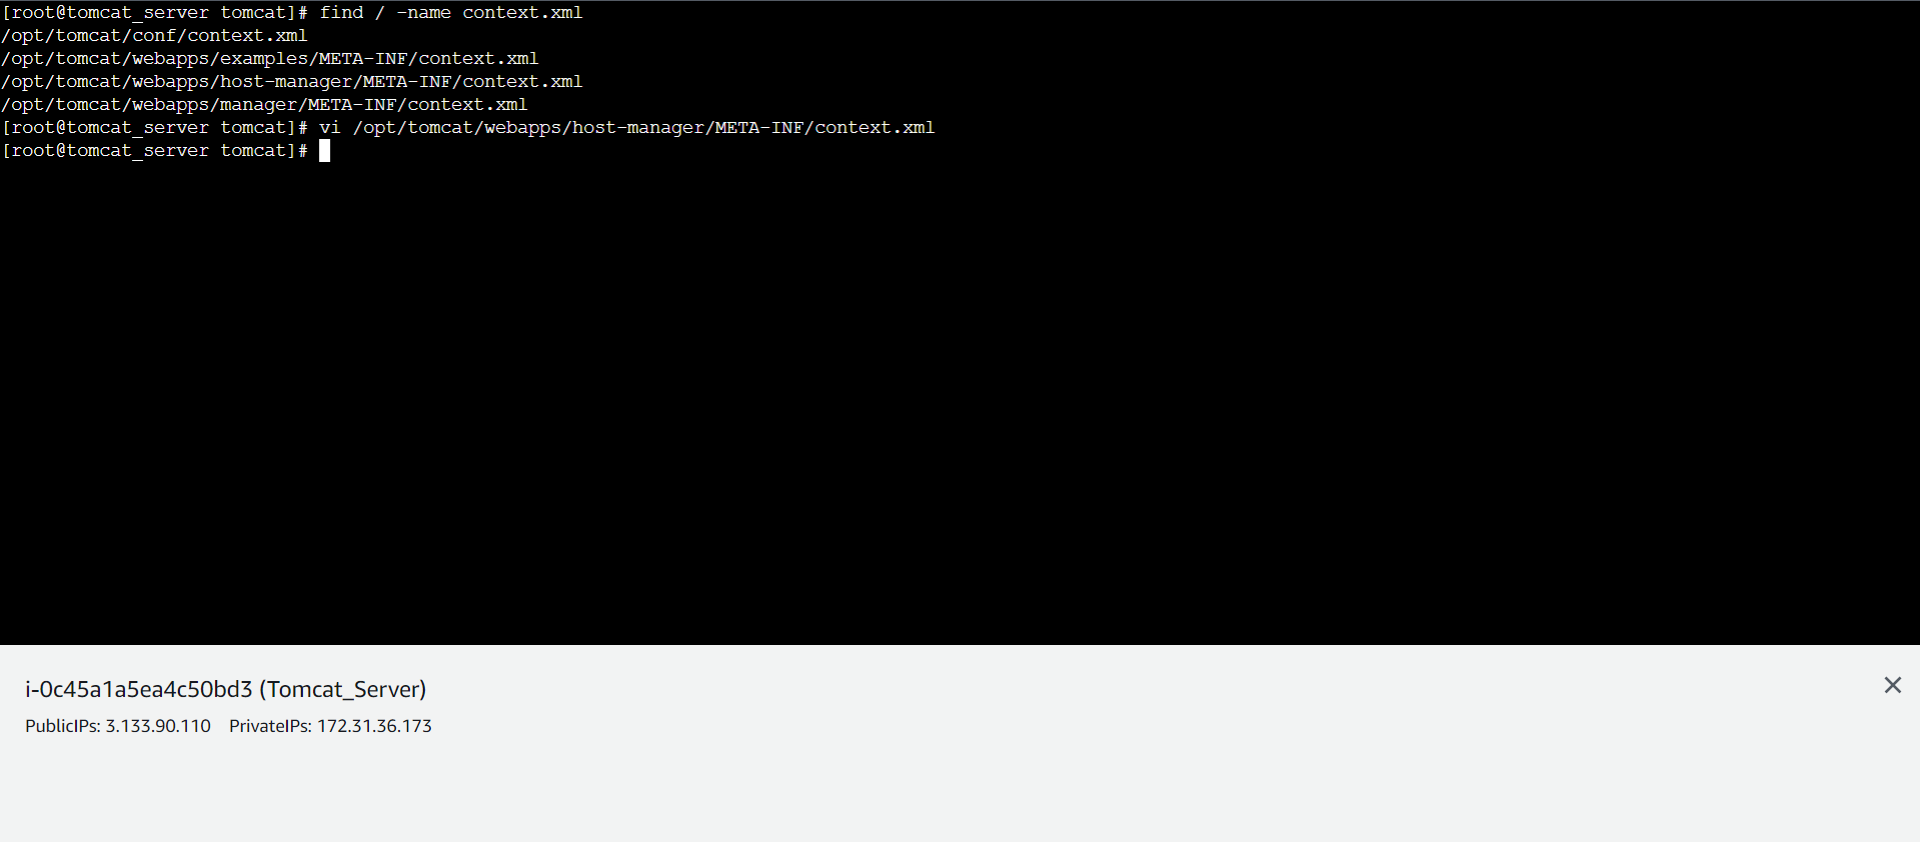 [root@tomcat_server tomcat]# find / -name context.xml
/opt/tomcat/conf/context.xml
/opt/tomcat/webapps/examples/META-INF/context.xml
/opt/tomcat/webapps/host-manager/META-INF/context.xml
/opt/tomcat/webapps/manager/META-INF/context.xml
[root@tomcat_server tomcat]# vi /opt/tomcat/webapps/host-manager/META-INF/context.xml
[root@tomcat_server tomcat]#
i-0c45a1a5ea4c50bd3 (Tomcat_Server)
PublicIPs: 3.133.90.110 PrivateIPs: 172.31.36.173